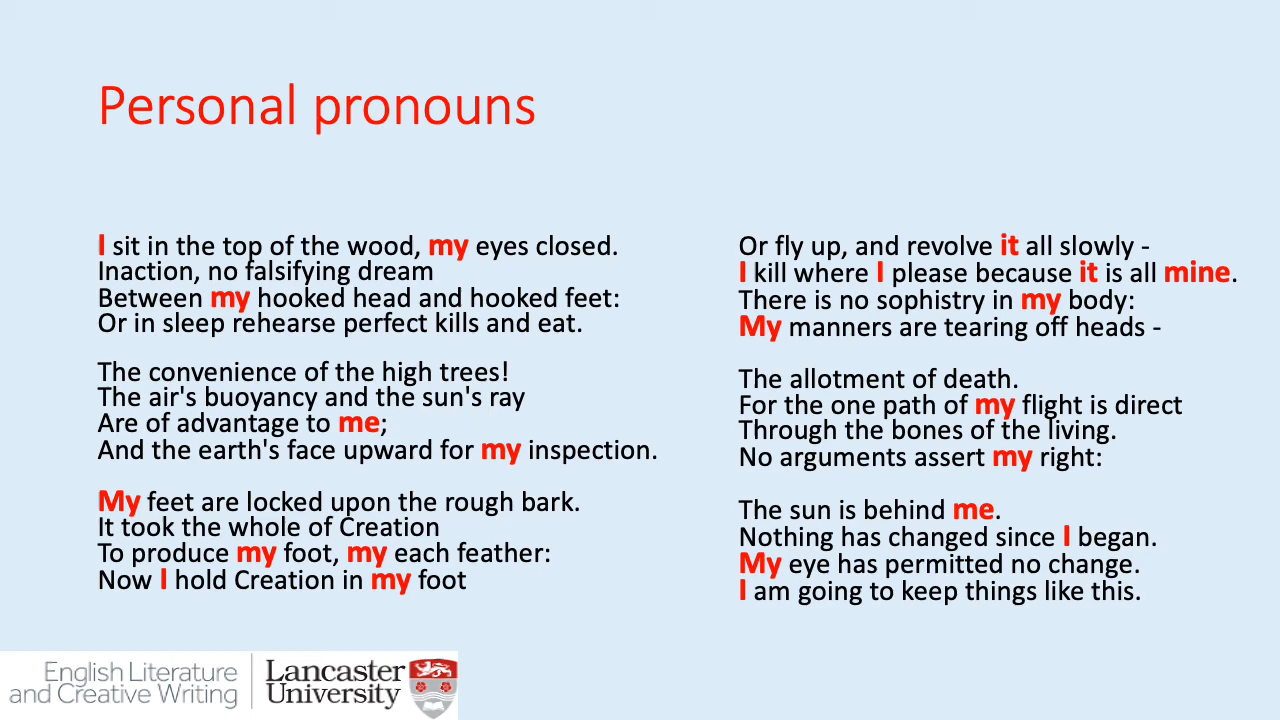 Personal pronouns
I sit in the top of the wood, my eyes closed.
Inaction, no falsifying dream
Between my hooked head and hooked feet:
Or in sleep rehearse perfect kills and eat.
The convenience of the high trees!
The air's buoyancy and the sun's ray
Are of advantage to me;
And the earth's face upward for my inspection.
My feet are locked upon the rough bark.
It took the whole of Creation
To produce my foot, my each feather:
Now I hold Creation in my foot
Or fly up, and revolve it all slowly -
I kill where I please because it is all mine.
There is no sophistry in my body:
My manners are tearing off heads -
The allotment of death.
For the one path of my flight is direct
Through the bones of the living.
No arguments assert my right:
The sun is behind me.
Nothing has changed since I began.
My eye has permitted no change.
I am going to keep things like this.
English Literature
and Creative Writing
Lancaster
University